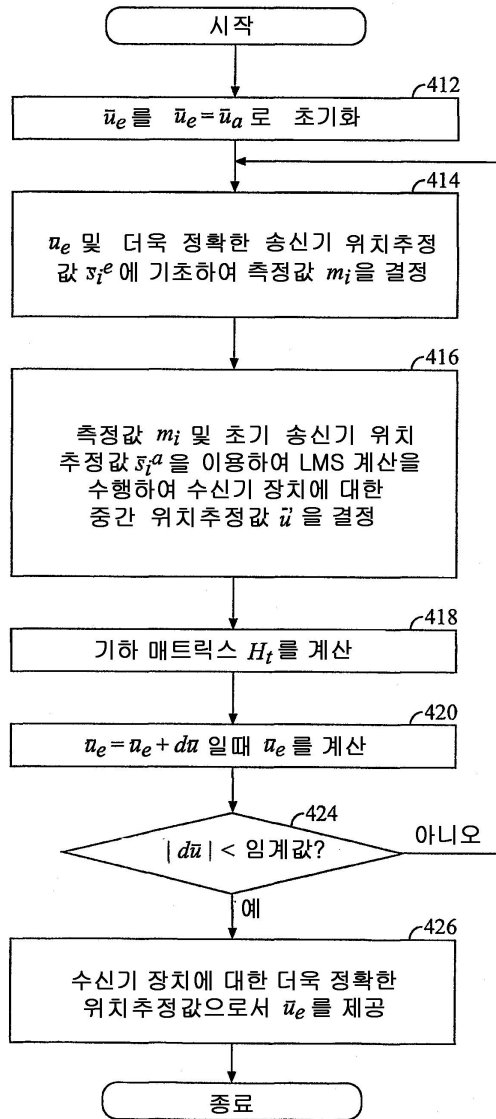 시작
412
ū_e 를 ū_e = ū_a 로 초기화
414
ū_e 및 더욱 정확한 송신기 위치추정
값 s̄_i^e 에 기초하여 측정값 m_i 을 결정
416
측정값 m_i 및 초기 송신기 위치
추정값 s̄_i^a 을 이용하여 LMS 계산을
수행하여 수신기 장치에 대한
중간 위치추정값 ū' 을 결정
418
기하 매트릭스 H_t 를 계산
420
ū_e = ū_e + dū 일때 ū_e 를 계산
424
| dū | < 임계값?
아니오
예
426
수신기 장치에 대한 더욱 정확한
위치추정값으로서 ū_e 를 제공
종료